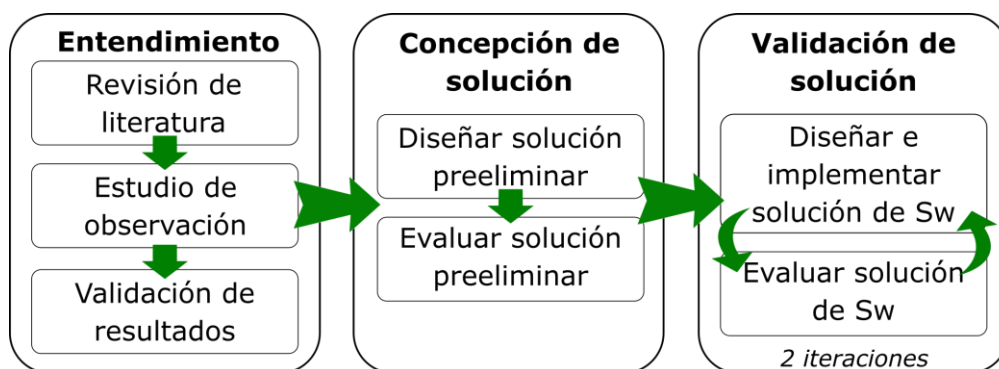 Entendimiento
Revisión de
literatura
Estudio de
observación
Validación de
resultados
Concepción de
solución
Diseñar solución
preeliminar
Evaluar solución
preeliminar
Validación de
solución
Diseñar e
implementar
solución de Sw
Evaluar solución
de Sw
2 iteraciones